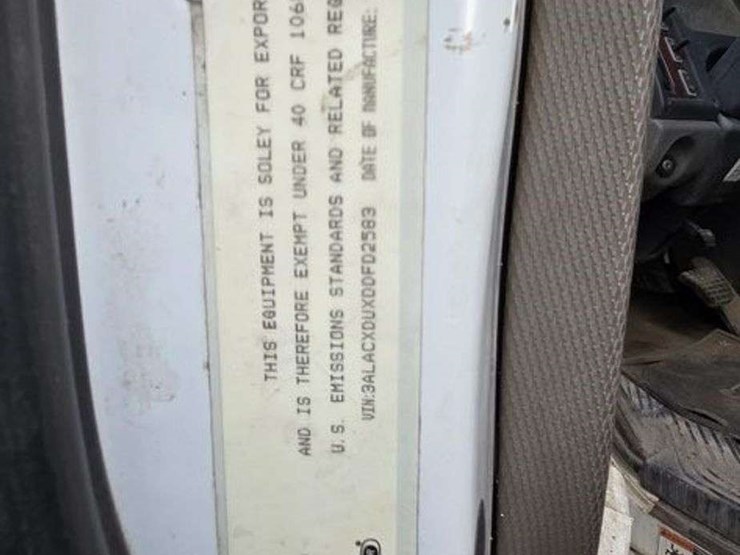 THIS EQUIPMENT IS SOLEY FOR EXPOR
AND IS THEREFORE EXEMPT UNDER 40 CRF 106
U.S. EMISSIONS STANDARDS AND RELATED REG
VIN:3ALACXDUXDDFD2583 DATE OF MANUFACTURE: